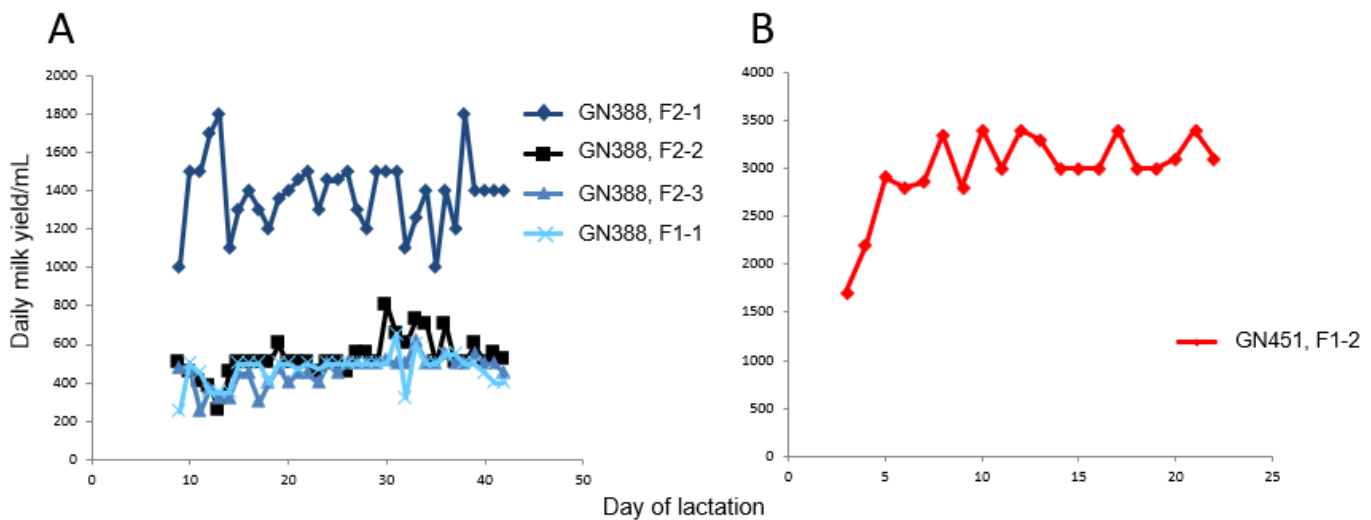 A
B
Daily milk yield/mL
2000
1800
1600
1400
1200
1000
800
600
400
200
0
0 10 20 30 40 50
GN388, F2-1
GN388, F2-2
GN388, F2-3
GN388, F1-1
4000
3500
3000
2500
2000
1500
1000
500
0
0 5 10 15 20 25
GN451, F1-2
Day of lactation